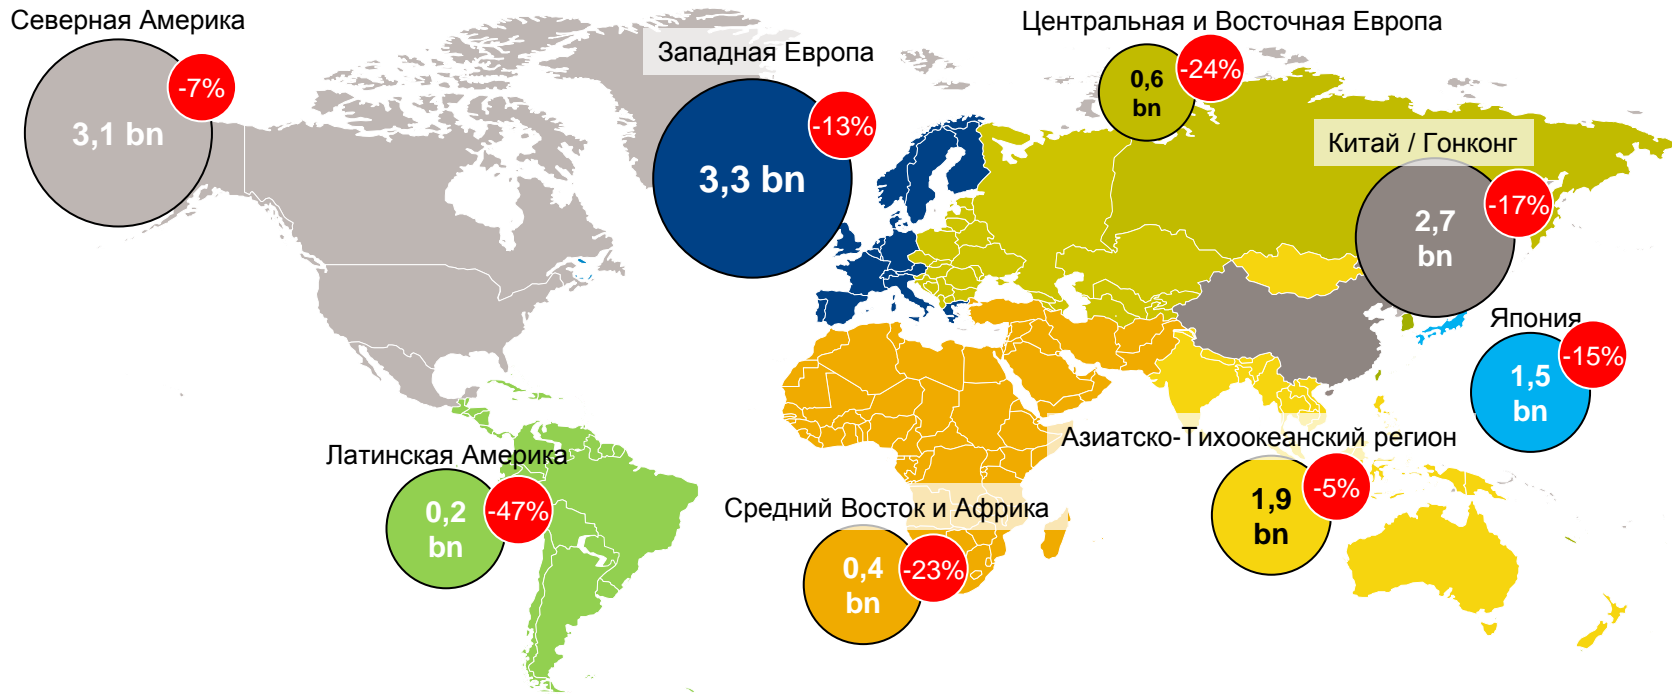 Северная Америка
-7%
3,1 bn
Западная Европа
-13%
3,3 bn
Центральная и Восточная Европа
-24%
0,6
bn
Китай / Гонконг
-17%
2,7
bn
Япония
-15%
1,5
bn
Латинская Америка
-47%
0,2
bn
Средний Восток и Африка
-23%
0,4
bn
Азиатско-Тихоокеанский регион
-5%
1,9
bn